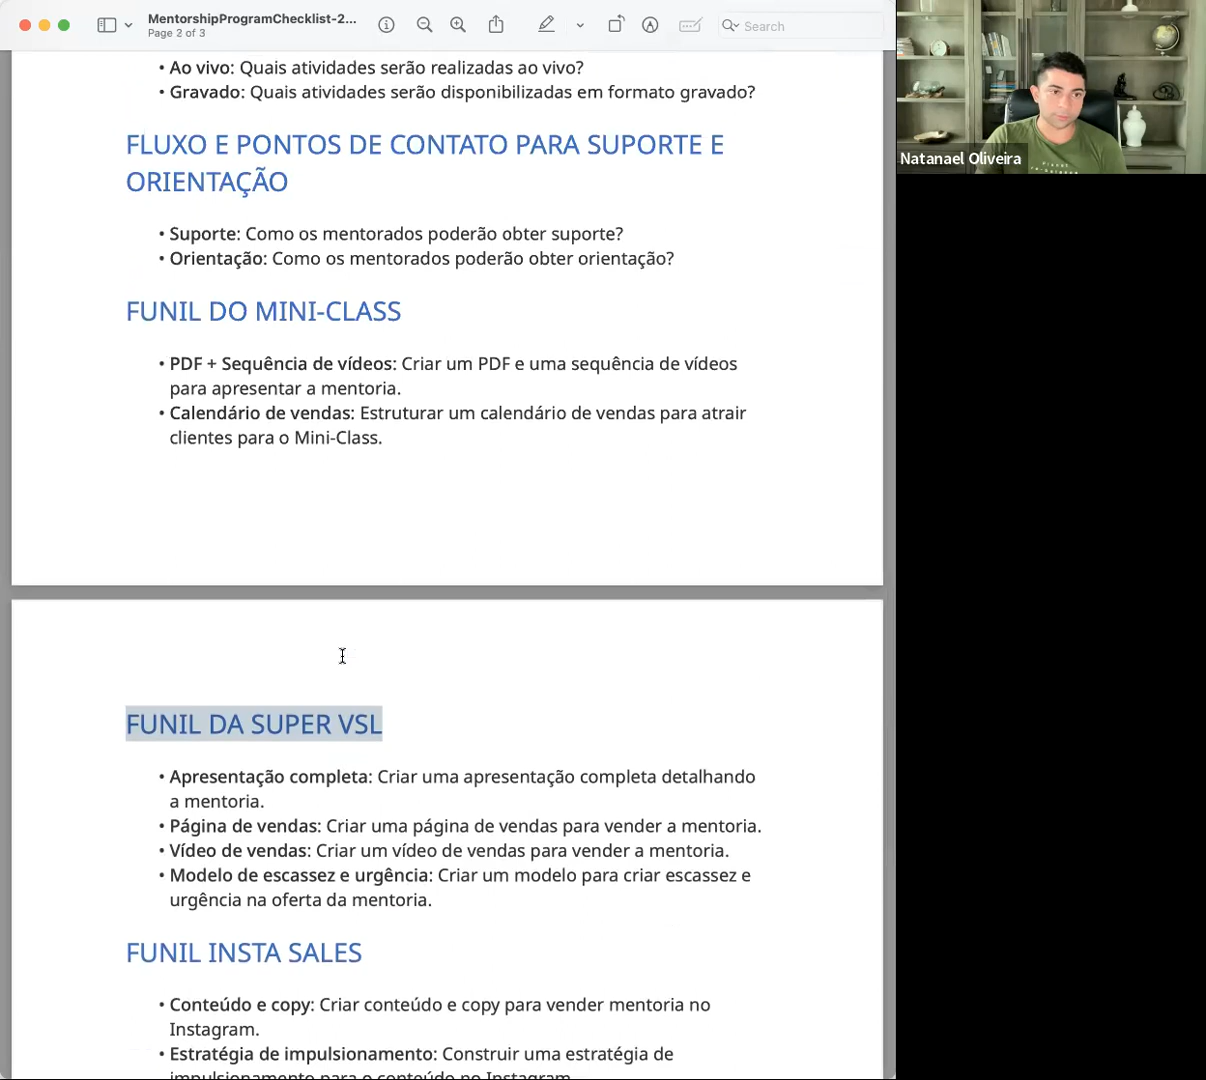 MentorshipProgramChecklist-2...
Page 2 of 3
Search
• Ao vivo: Quais atividades serão realizadas ao vivo?
• Gravado: Quais atividades serão disponibilizadas em formato gravado?
FLUXO E PONTOS DE CONTATO PARA SUPORTE E
ORIENTAÇÃO
• Suporte: Como os mentorados poderão obter suporte?
• Orientação: Como os mentorados poderão obter orientação?
FUNIL DO MINI-CLASS
• PDF + Sequência de vídeos: Criar um PDF e uma sequência de vídeos
para apresentar a mentoria.
• Calendário de vendas: Estruturar um calendário de vendas para atrair
clientes para o Mini-Class.
FUNIL DA SUPER VSL
• Apresentação completa: Criar uma apresentação completa detalhando
a mentoria.
• Página de vendas: Criar uma página de vendas para vender a mentoria.
• Vídeo de vendas: Criar um vídeo de vendas para vender a mentoria.
• Modelo de escassez e urgência: Criar um modelo para criar escassez e
urgência na oferta da mentoria.
FUNIL INSTA SALES
• Conteúdo e copy: Criar conteúdo e copy para vender mentoria no
Instagram.
• Estratégia de impulsionamento: Construir uma estratégia de
impulsionamento para o conteúdo no Instagram.
Natanael Oliveira